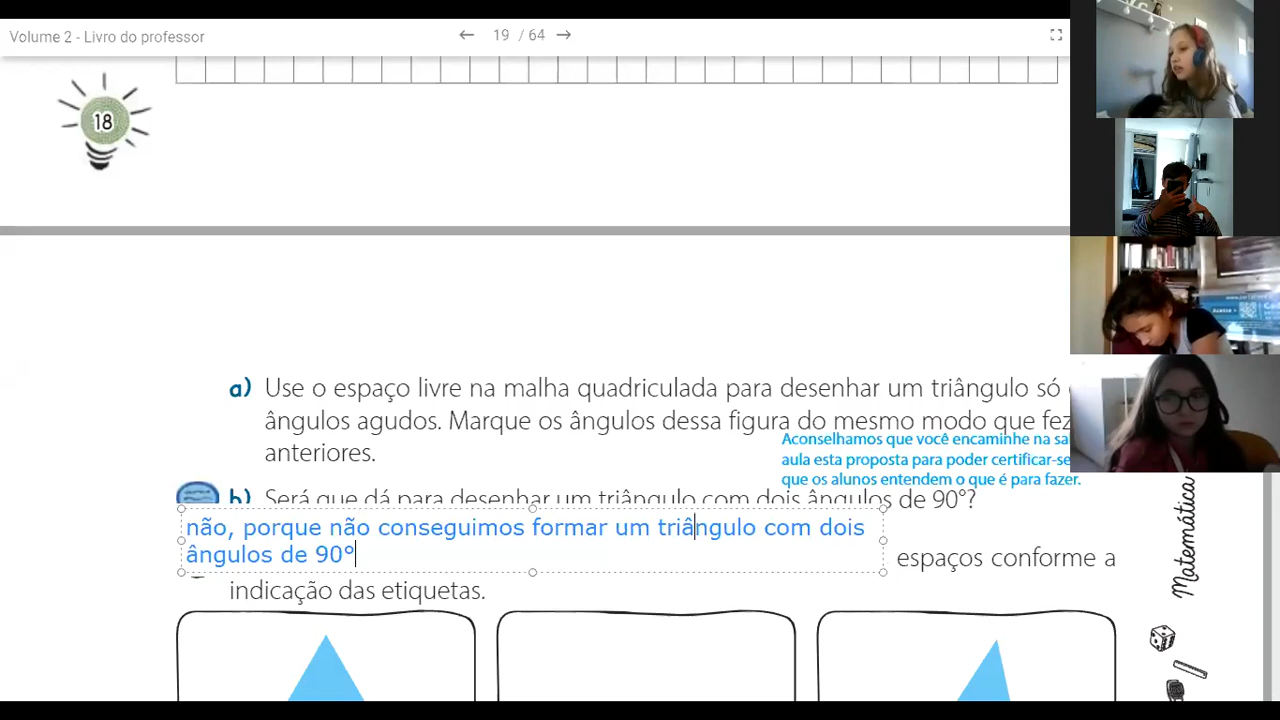 Volume 2 - Livro do professor
← 19 / 64 →
18
a) Use o espaço livre na malha quadriculada para desenhar um triângulo só
ângulos agudos. Marque os ângulos dessa figura do mesmo modo que fez
anteriores.
Aconselhamos que você encaminhe na sa
aula esta proposta para poder certificar-se
que os alunos entendem o que é para fazer.
b) Será que dá para desenhar um triângulo com dois ângulos de 90°?
não, porque não conseguimos formar um triângulo com dois
ângulos de 90º
espaços conforme a
indicação das etiquetas.
Matemática